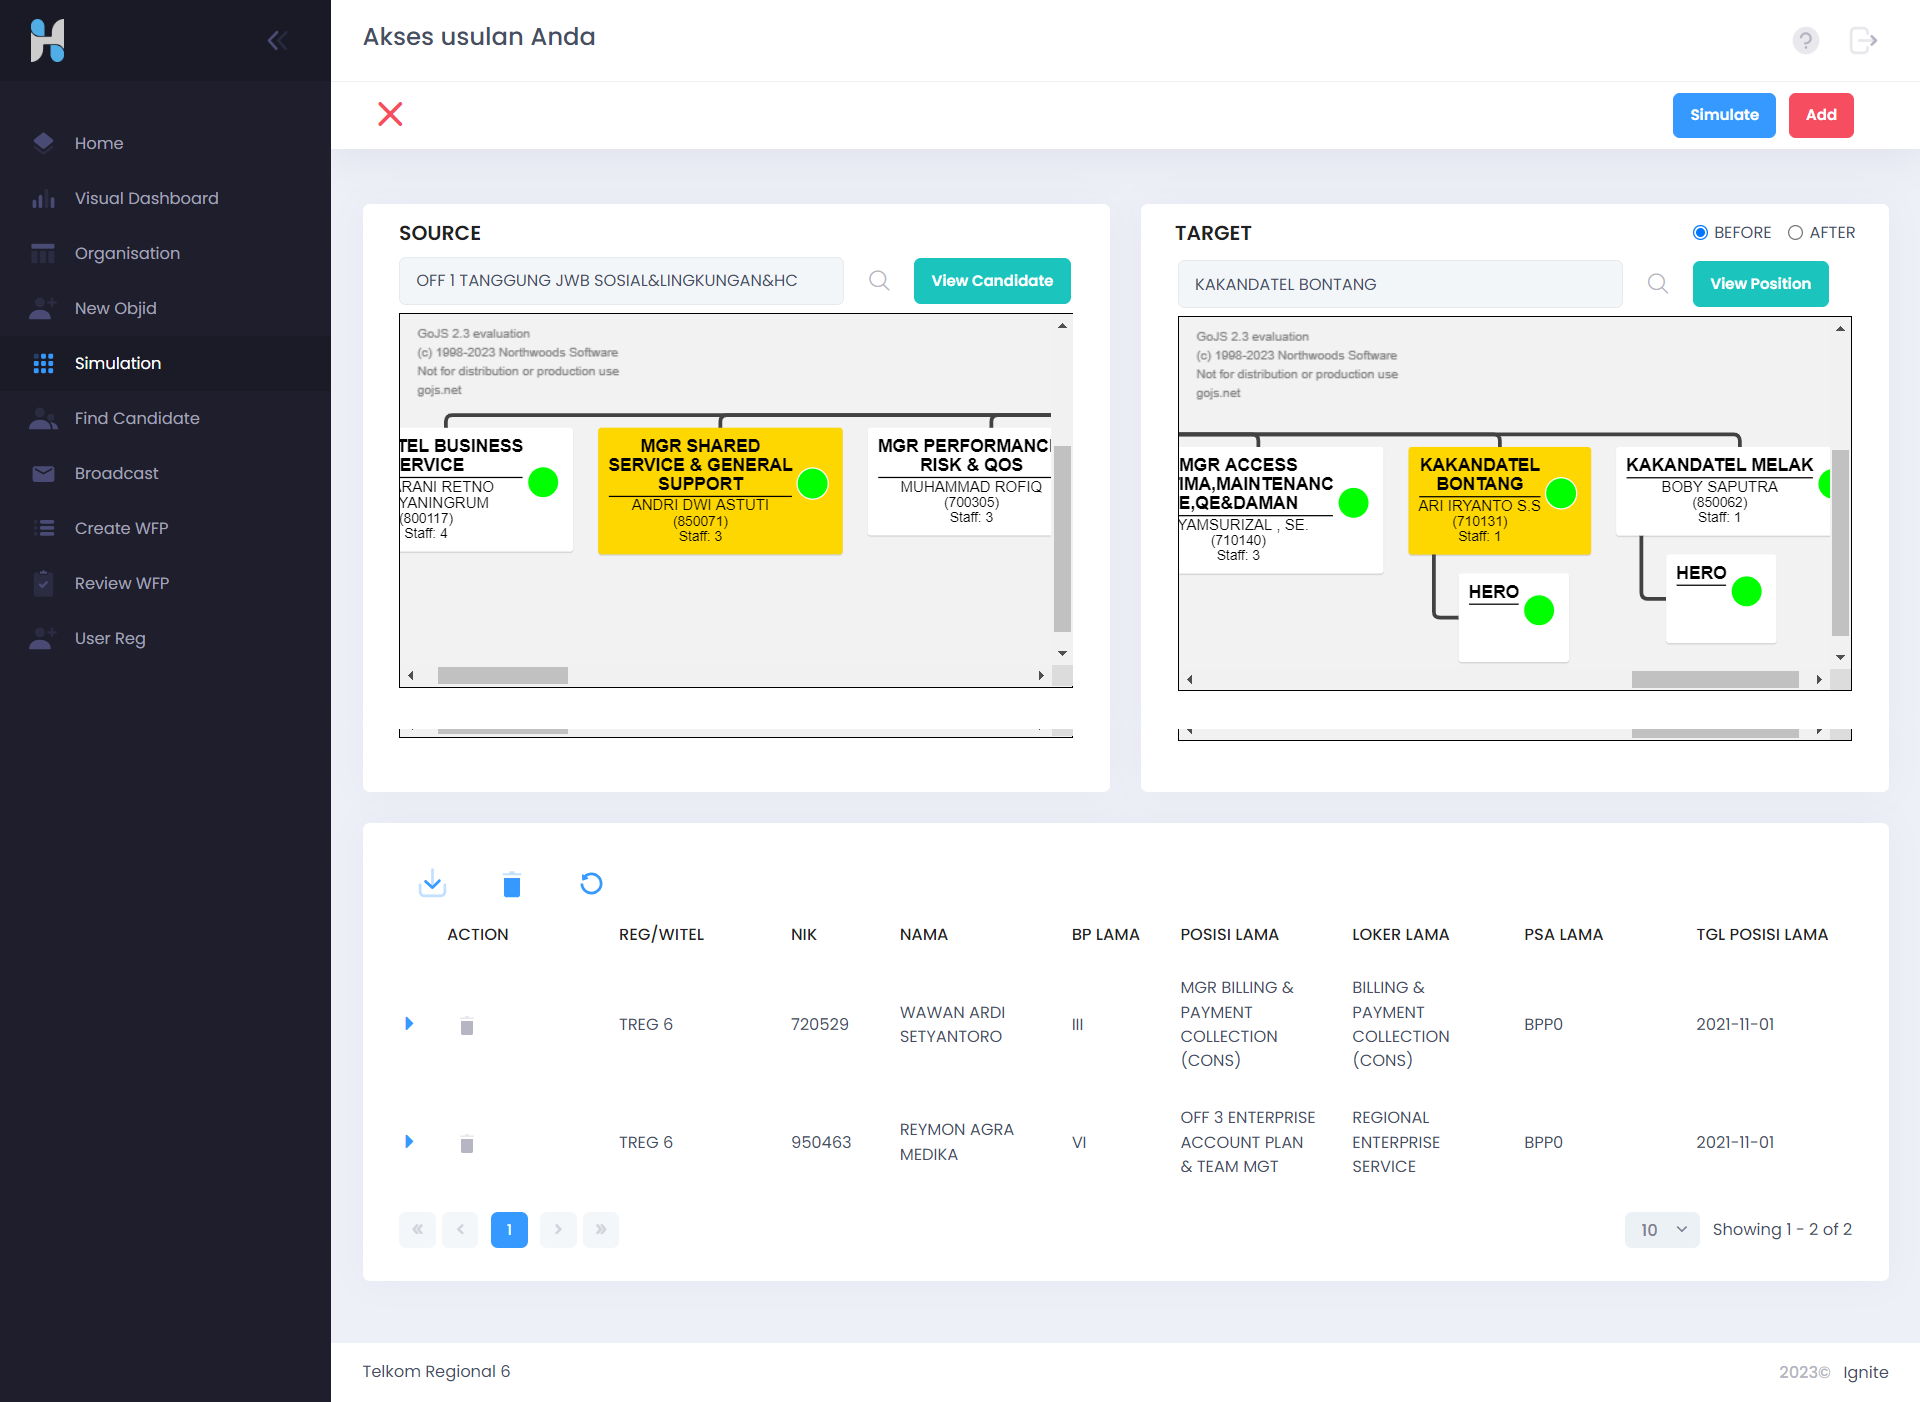 Akses usulan Anda
Home
Visual Dashboard
Organisation
New Objid
Simulation
Find Candidate
Broadcast
Create WFP
Review WFP
User Reg
Simulate
Add
SOURCE
OFF 1 TANGGUNG JWB SOSIAL&LINGKUNGAN&HC
View Candidate
GoJS 2.3 evaluation
(c) 1998-2023 Northwoods Software
Not for distribution or production use
gojs.net
TEL BUSINESS
ERVICE
ARANI RETNO
YANINGRUM
(800117)
Staff: 4
MGR SHARED
SERVICE & GENERAL
SUPPORT
ANDRI DWI ASTUTI
(850071)
Staff: 3
MGR PERFORMANC
RISK & QOS
MUHAMMAD ROFIQ
(700305)
Staff: 3
TARGET
BEFORE
AFTER
KAKANDATEL BONTANG
View Position
GoJS 2.3 evaluation
(c) 1998-2023 Northwoods Software
Not for distribution or production use
gojs.net
MGR ACCESS
IMA,MAINTENANC
E,QE&DAMAN
YAMSURIZAL , SE.
(710140)
Staff: 3
KAKANDATEL
BONTANG
ARI IRYANTO S.S
(710131)
Staff: 1
HERO
KAKANDATEL MELAK
BOBY SAPUTRA
(850062)
Staff: 1
HERO
ACTION REG/WITEL NIK NAMA BP LAMA POSISI LAMA LOKER LAMA PSA LAMA TGL POSISI LAMA
TREG 6
720529
WAWAN ARDI
SETYANTORO
III
MGR BILLING &
PAYMENT
COLLECTION
(CONS)
BILLING &
PAYMENT
COLLECTION
(CONS)
BPP0
2021-11-01
TREG 6
950463
REYMON AGRA
MEDIKA
VI
OFF 3 ENTERPRISE
ACCOUNT PLAN
& TEAM MGT
REGIONAL
ENTERPRISE
SERVICE
BPP0
2021-11-01
« ‹ 1 › »
10
Showing 1 - 2 of 2
Telkom Regional 6
2023© Ignite